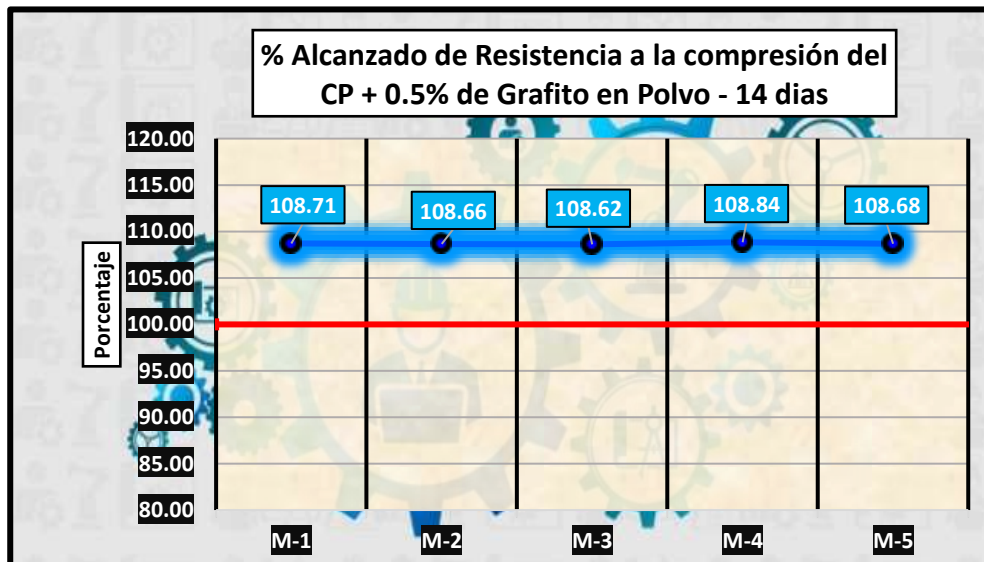 % Alcanzado de Resistencia a la compresión del
CP + 0.5% de Grafito en Polvo - 14 dias
Porcentaje
120.00
115.00
110.00
105.00
100.00
95.00
90.00
85.00
80.00
108.71
108.66
108.62
108.84
108.68
M-1
M-2
M-3
M-4
M-5